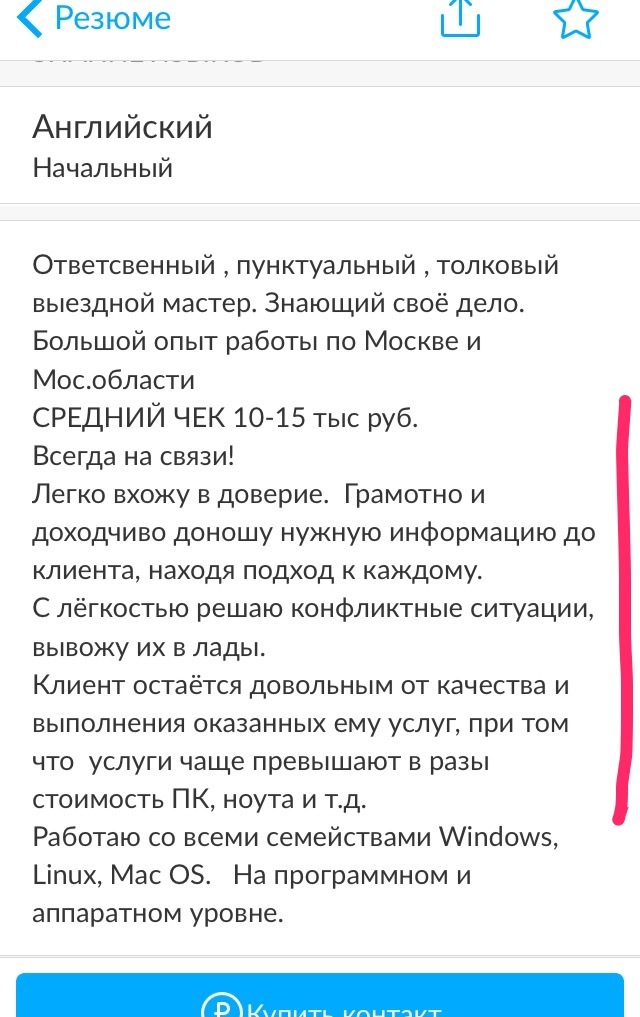 Резюме
Английский
Начальный
Ответсвенный , пунктуальный , толковый
выездной мастер. Знающий своё дело.
Большой опыт работы по Москве и
Мос.области
СРЕДНИЙ ЧЕК 10-15 тыс руб.
Всегда на связи!
Легко вхожу в доверие.  Грамотно и
доходчиво доношу нужную информацию до
клиента, находя подход к каждому.
С лёгкостью решаю конфликтные ситуации,
вывожу их в лады.
Клиент остаётся довольным от качества и
выполнения оказанных ему услуг, при том
что  услуги чаще превышают в разы
стоимость ПК, ноута и т.д.
Работаю со всеми семействами Windows,
Linux, Mac OS.   На программном и
аппаратном уровне.
₽ Купить контакт